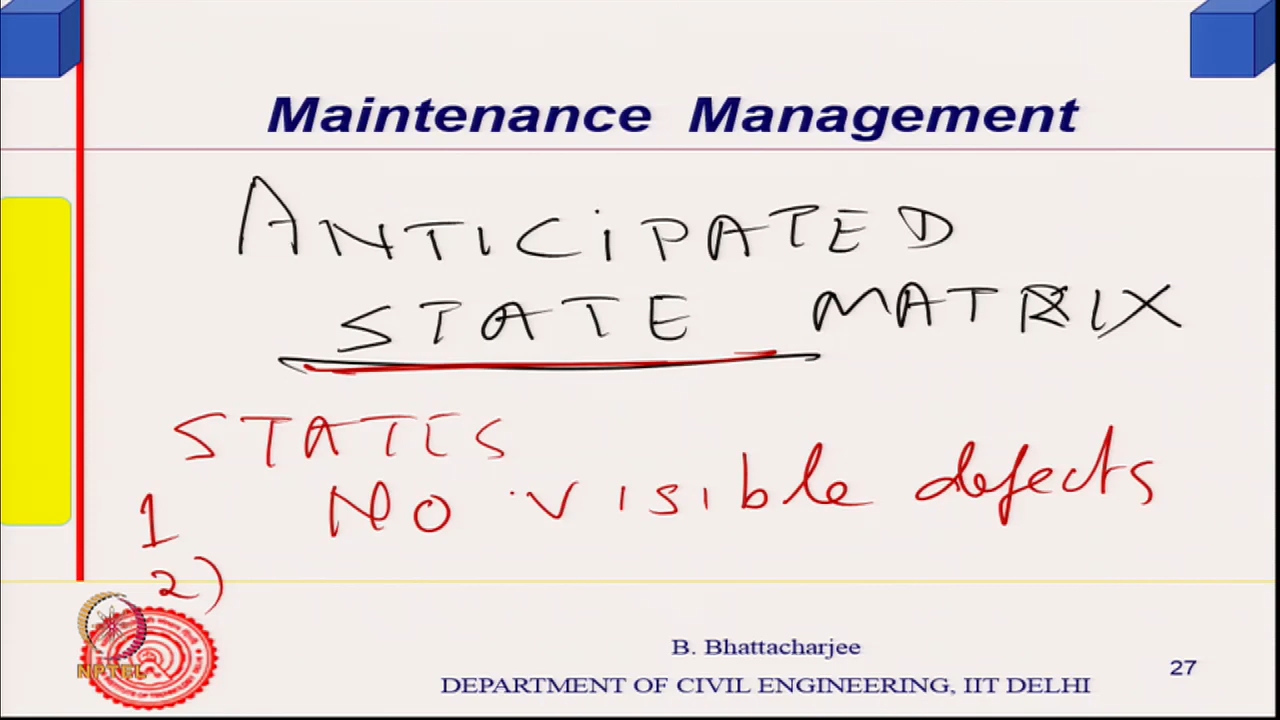 Maintenance Management
ANTICIPATED
STATE MATRIX
STATES
1 No visible defects
2)
NPTEL
B. Bhattacharjee
DEPARTMENT OF CIVIL ENGINEERING, IIT DELHI
27